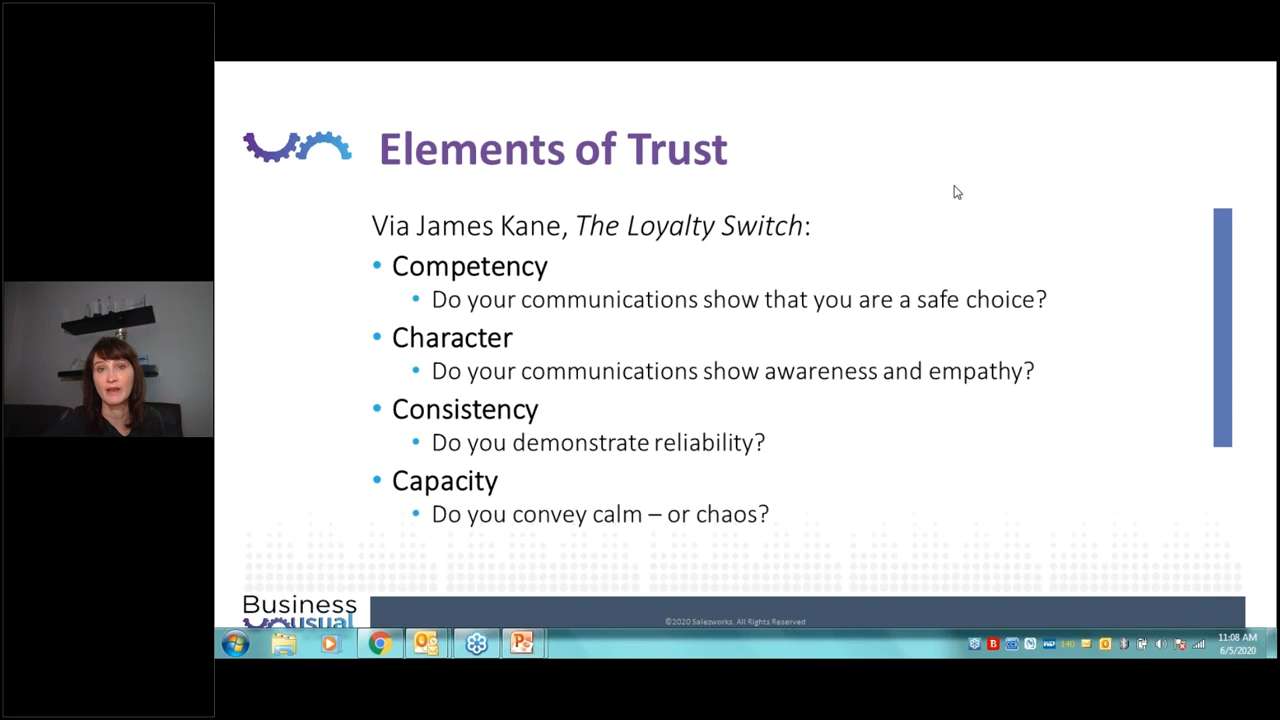 Elements of Trust
Via James Kane, The Loyalty Switch:
• Competency
• Do your communications show that you are a safe choice?
• Character
• Do your communications show awareness and empathy?
• Consistency
• Do you demonstrate reliability?
• Capacity
• Do you convey calm – or chaos?
Business
usual
©2020 Salezworks. All Rights Reserved
140
11:08 AM
6/5/2020